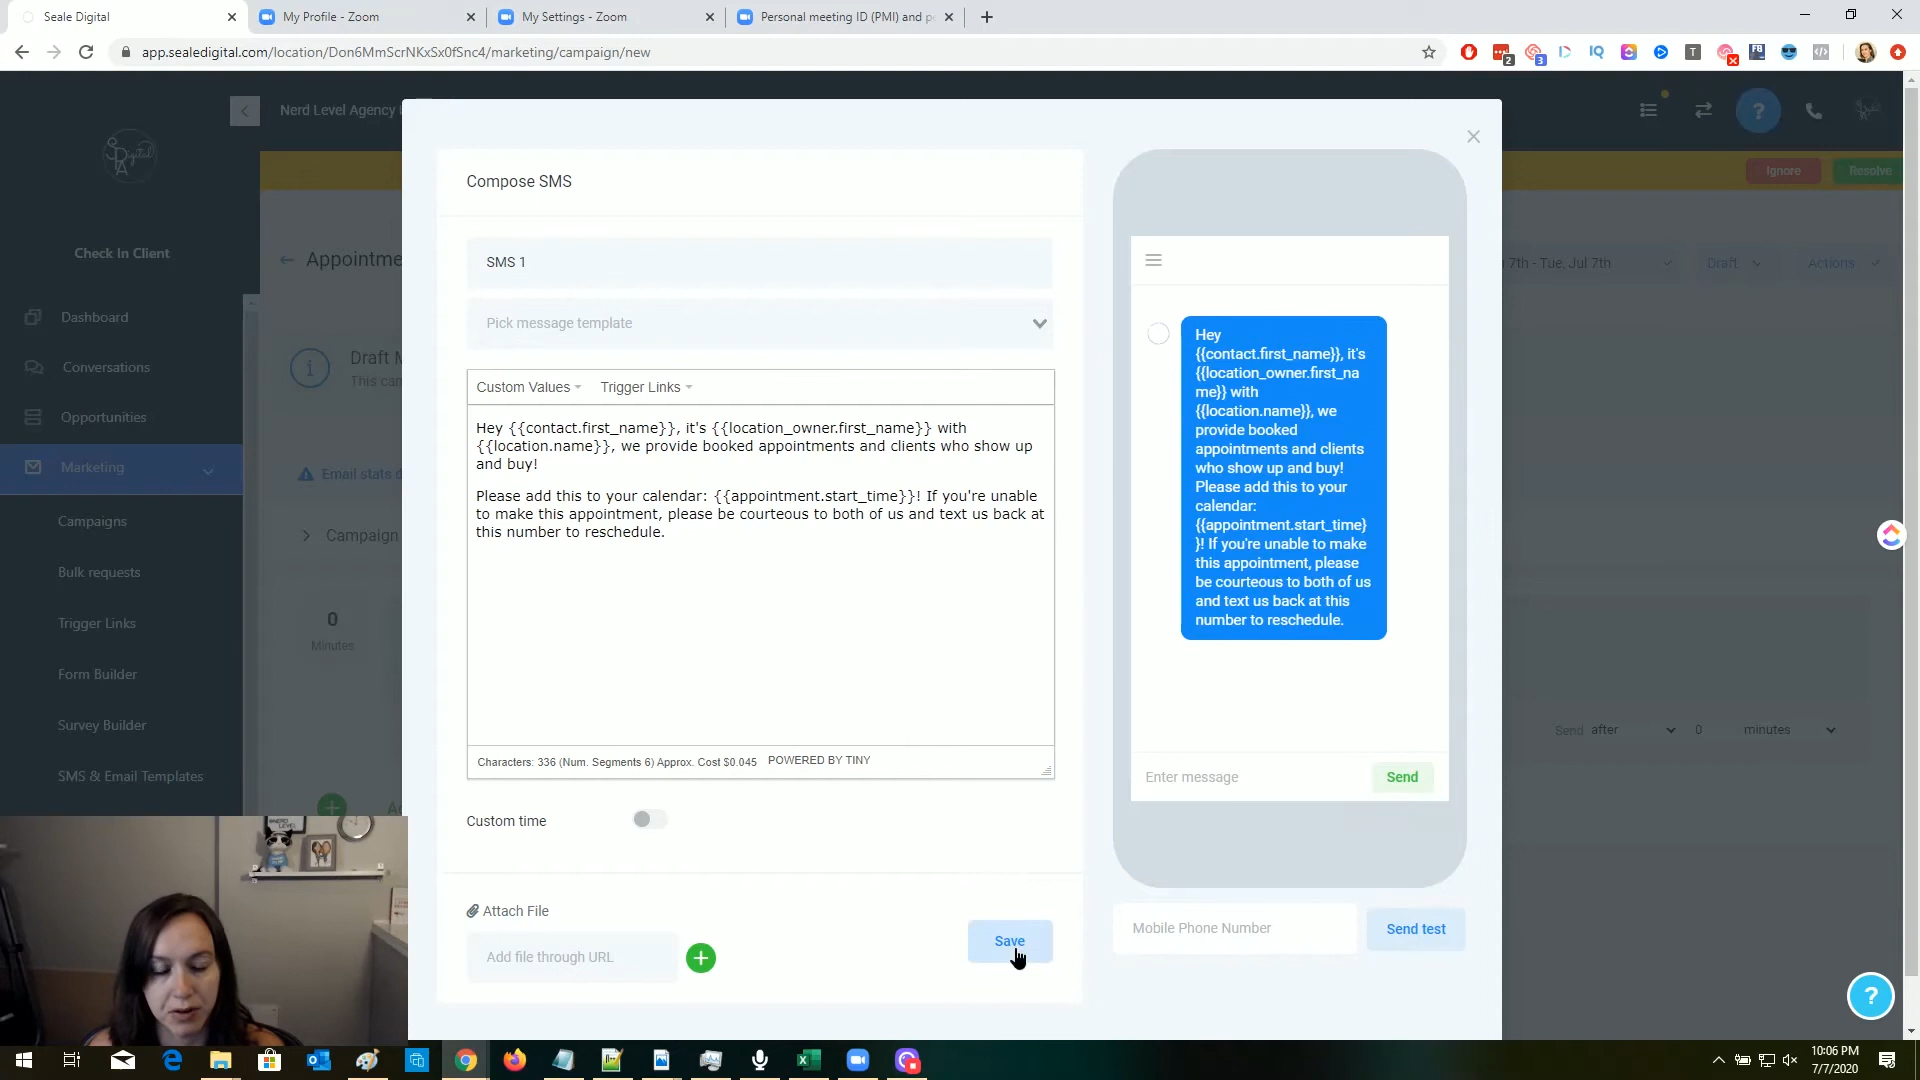 Seale Digital
My Profile - Zoom
My Settings - Zoom
Personal meeting ID (PMI) and p
app.sealedigital.com/location/Don6MmScrNKxSx0fSnc4/marketing/campaign/new
Nerd Level Agency
Ignore
Resolve
Check In Client
Compose SMS
Appointme
7th - Tue, Jul 7th
Draft
Actions
SMS 1
Pick message template
Dashboard
Conversations
Opportunities
Marketing
Campaigns
Bulk requests
Trigger Links
Form Builder
Survey Builder
SMS & Email Templates
Draft M
This can
Email stats d
Campaign
0
Minutes
Custom Values
Trigger Links
Hey {{contact.first_name}}, it's {{location_owner.first_name}} with
{{location.name}}, we provide booked appointments and clients who show up
and buy!
Please add this to your calendar: {{appointment.start_time}}! If you're unable
to make this appointment, please be courteous to both of us and text us back at
this number to reschedule.
Characters: 336 (Num. Segments 6) Approx. Cost $0.045
POWERED BY TINY
Custom time
Attach File
Add file through URL
Save
Hey
{{contact.first_name}}, it's
{{location_owner.first_na
me}} with
{{location.name}}, we
provide booked
appointments and clients
who show up and buy!
Please add this to your
calendar:
{{appointment.start_time}
}! If you're unable to make
this appointment, please
be courteous to both of us
and text us back at this
number to reschedule.
Enter message
Send
Mobile Phone Number
Send test
Send after
0
minutes
10:06 PM
7/7/2020